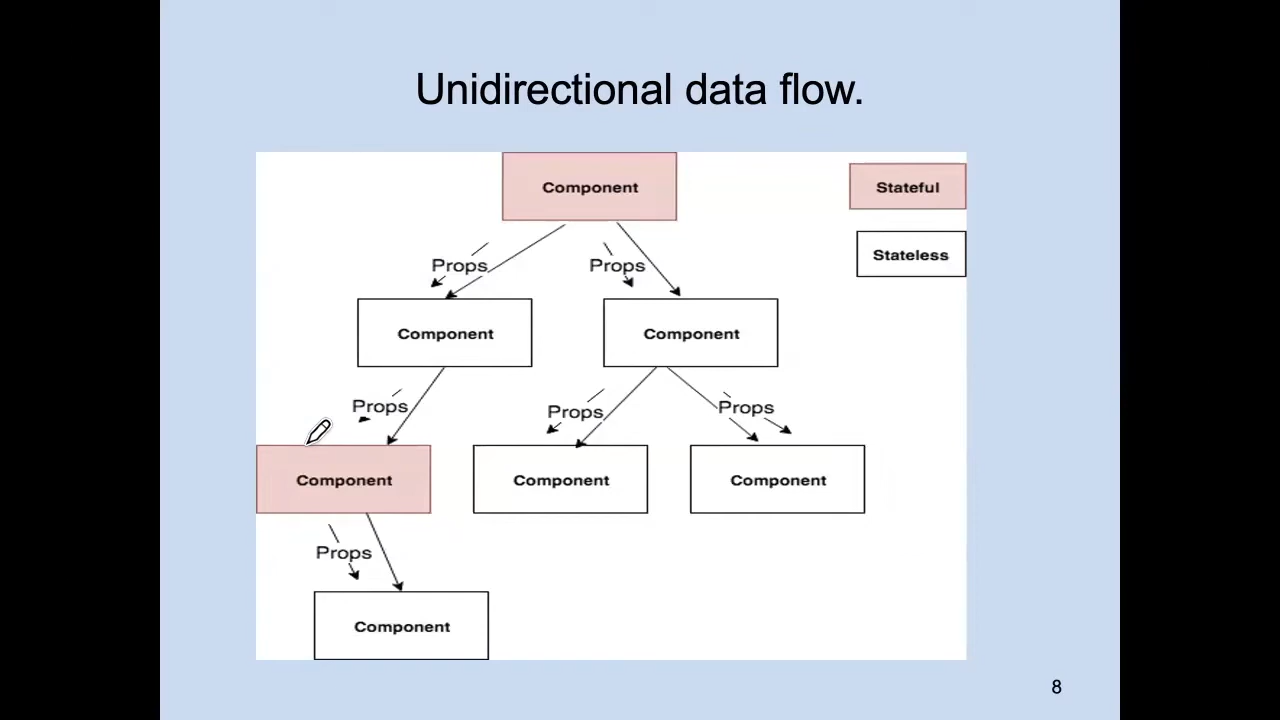 Unidirectional data flow.
Component
Stateful
Stateless
Props
Props
Component
Component
Props
Props
Props
Component
Component
Component
Props
Component
8